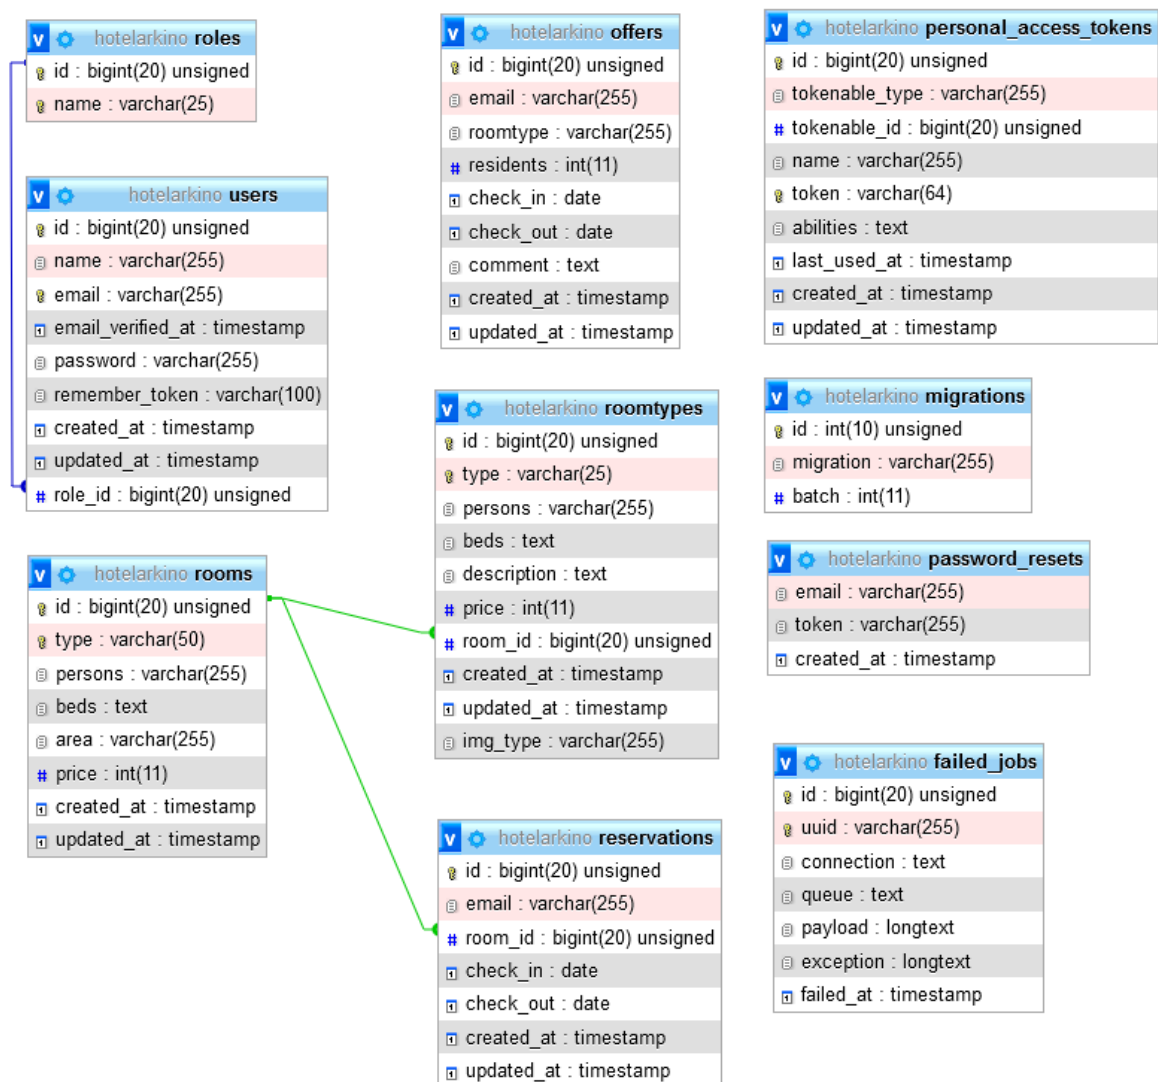 hotelarkino roles
id : bigint(20) unsigned
name : varchar(25)
hotelarkino users
id : bigint(20) unsigned
name : varchar(255)
email : varchar(255)
email_verified_at : timestamp
password : varchar(255)
remember_token : varchar(100)
created_at : timestamp
updated_at : timestamp
# role_id : bigint(20) unsigned
hotelarkino rooms
id : bigint(20) unsigned
type : varchar(50)
persons : varchar(255)
beds : text
area : varchar(255)
# price : int(11)
created_at : timestamp
updated_at : timestamp
hotelarkino offers
id : bigint(20) unsigned
email : varchar(255)
roomtype : varchar(255)
# residents : int(11)
check_in : date
check_out : date
comment : text
created_at : timestamp
updated_at : timestamp
hotelarkino roomtypes
id : bigint(20) unsigned
type : varchar(25)
persons : varchar(255)
beds : text
description : text
# price : int(11)
# room_id : bigint(20) unsigned
created_at : timestamp
updated_at : timestamp
img_type : varchar(255)
hotelarkino reservations
id : bigint(20) unsigned
email : varchar(255)
# room_id : bigint(20) unsigned
check_in : date
check_out : date
created_at : timestamp
updated_at : timestamp
hotelarkino personal_access_tokens
id : bigint(20) unsigned
tokenable_type : varchar(255)
# tokenable_id : bigint(20) unsigned
name : varchar(255)
token : varchar(64)
abilities : text
last_used_at : timestamp
created_at : timestamp
updated_at : timestamp
hotelarkino migrations
id : int(10) unsigned
migration : varchar(255)
# batch : int(11)
hotelarkino password_resets
email : varchar(255)
token : varchar(255)
created_at : timestamp
hotelarkino failed_jobs
id : bigint(20) unsigned
uuid : varchar(255)
connection : text
queue : text
payload : longtext
exception : longtext
failed_at : timestamp